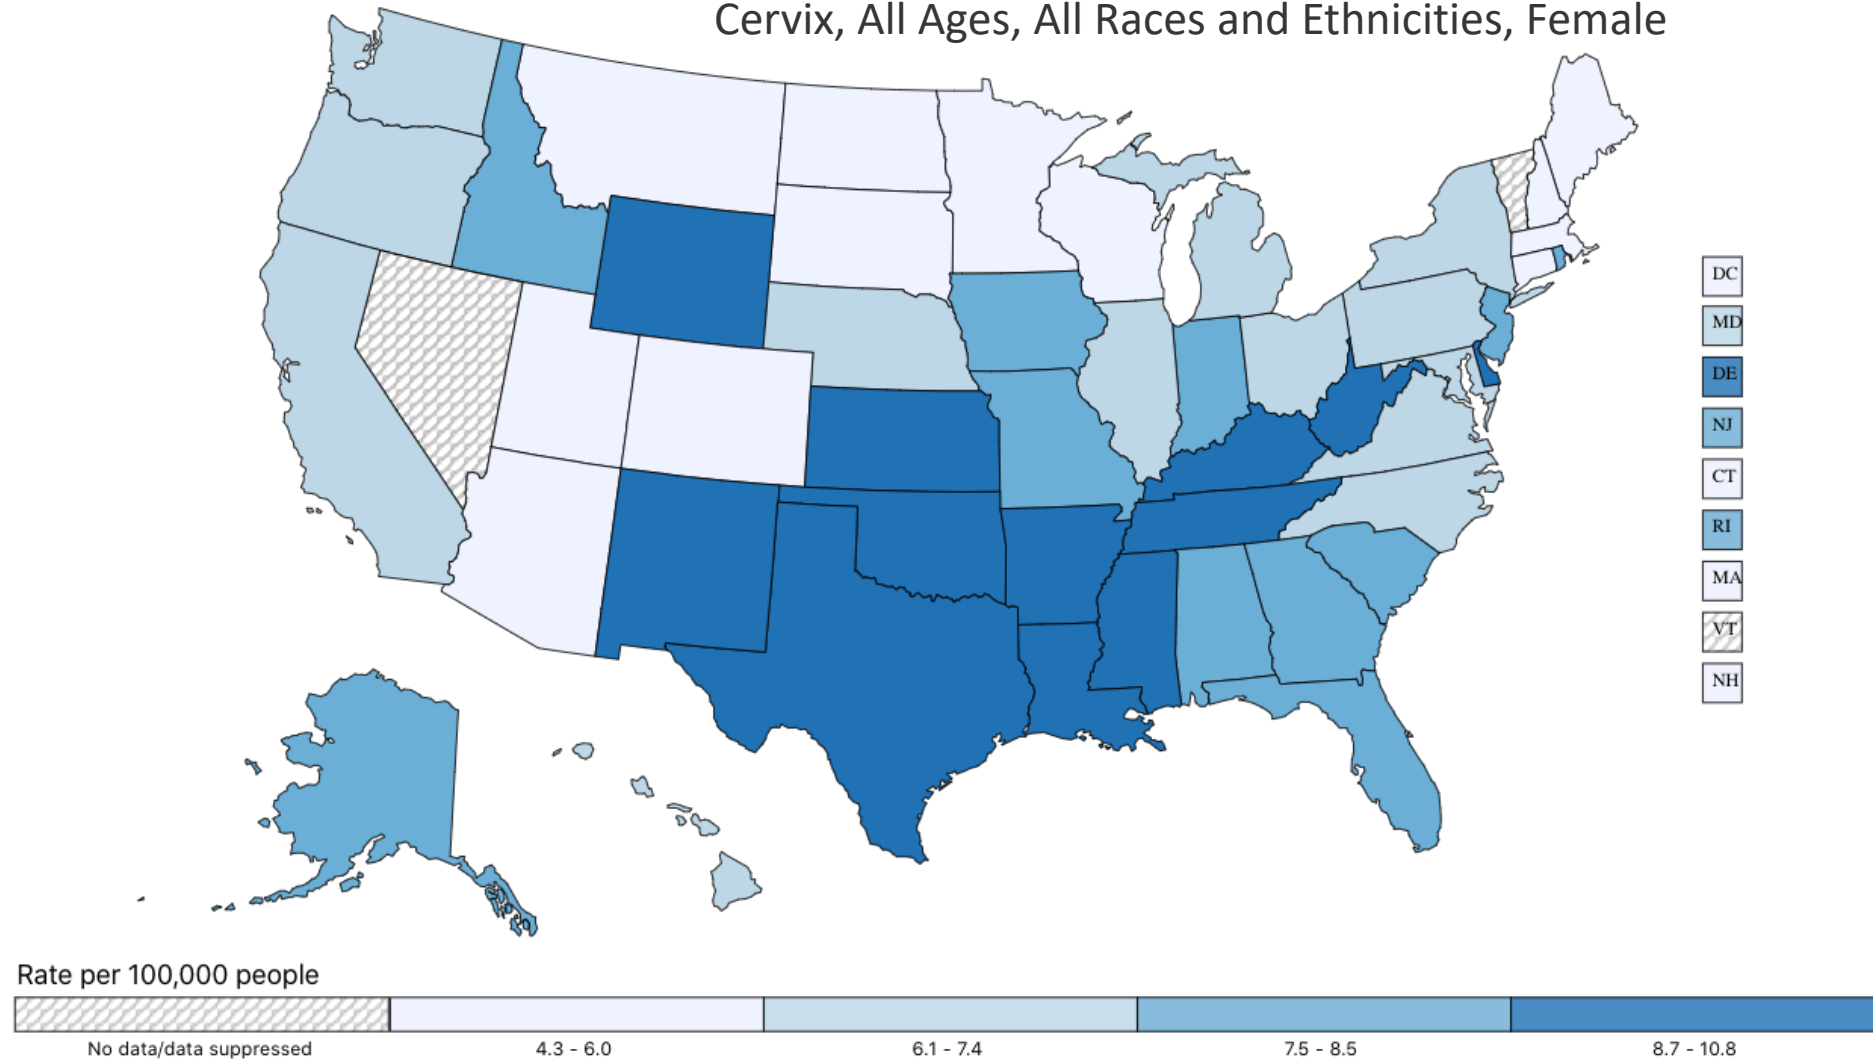 Cervix, All Ages, All Races and Ethnicities, Female
DC
MD
DE
NJ
CT
RI
MA
VT
NH
Rate per 100,000 people
No data/data suppressed
4.3 - 6.0
6.1 - 7.4
7.5 - 8.5
8.7 - 10.8